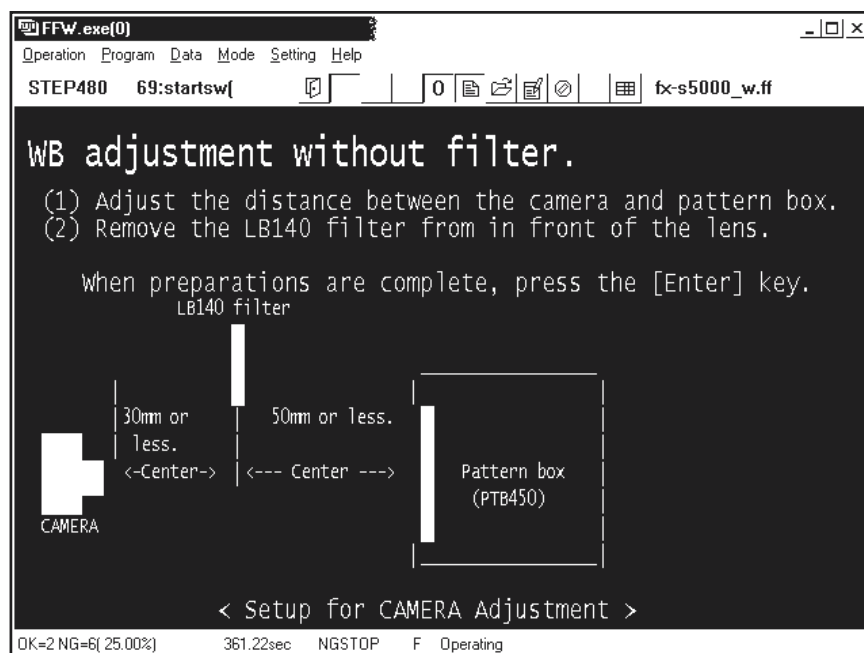 FFW.exe(0)
Operation Program Data Mode Setting Help
STEP480 69:startsw( 0 fx-s5000_w.ff
WB adjustment without filter.
(1) Adjust the distance between the camera and pattern box.
(2) Remove the LB140 filter from in front of the lens.
When preparations are complete, press the [Enter] key.
LB140 filter
30mm or less.
50mm or less.
<-Center->
<--- Center --->
Pattern box
(PTB450)
CAMERA
< Setup for CAMERA Adjustment >
OK=2 NG=6( 25.00%) 361.22sec NGSTOP F Operating